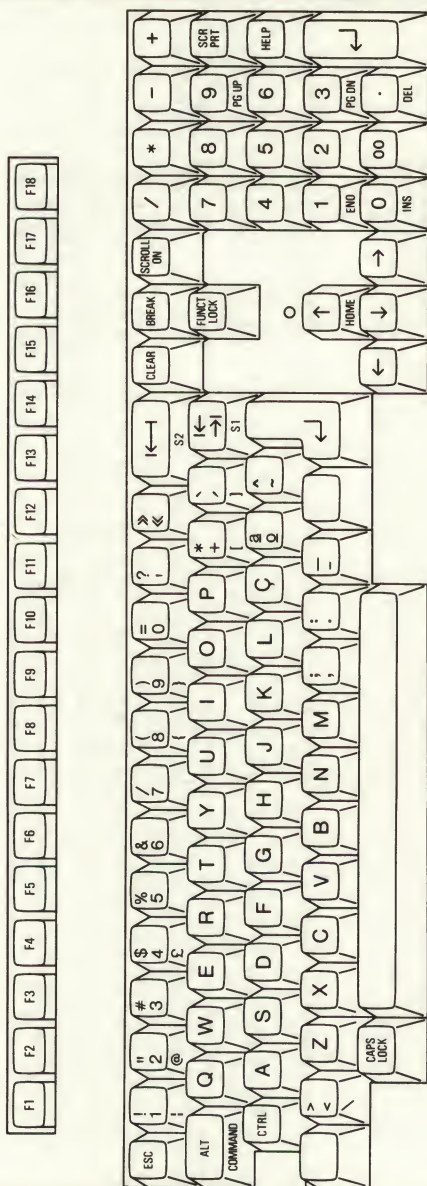 F1 F2 F3 F4 F5 F6 F7 F8 F9 F10 F11 F12 F13 F14 F15 F16 F17 F18
ESC ! 1 " 2 @ # 3 $ 4 £ % 5 & 6 / 7 ( 8 { ) 9 } = 0 ? » « CLEAR BREAK SCROLL ON / * - +
S2
ALT Q W E R T Y U I O P * + [ ] FUNCT LOCK 7 8 9 SCR PRT
COMMAND S1 PG UP
CTRL A S D F G H J K L Ç ª º ^ ~ 4 5 6 HELP
> < \ Z X C V B N M ; , : . _ - ↑ 1 2 3 ↵
HOME END PG DN
CAPS LOCK ← ↓ → 0 00 .
INS DEL